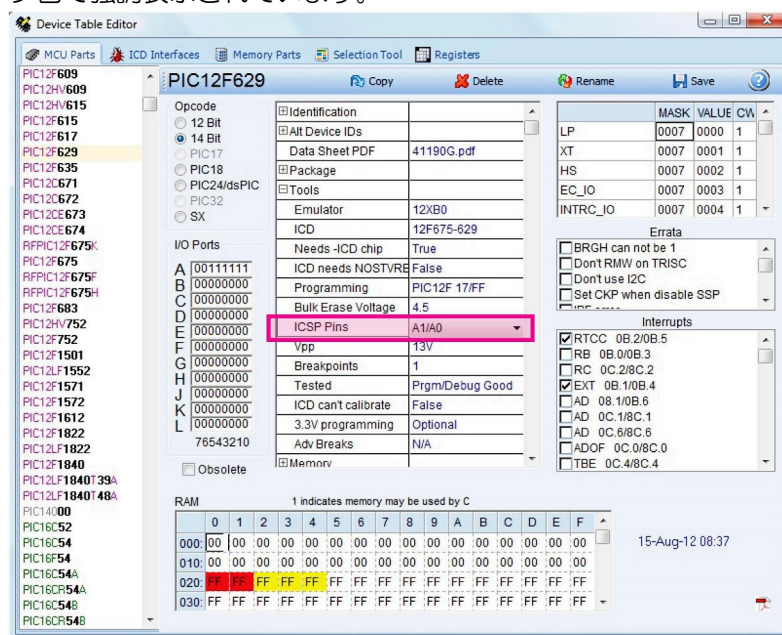 夕色で強調表示されています。
Device Table Editor
MCU Parts
ICD Interfaces
Memory Parts
Selection Tool
Registers
PIC12F609
PIC12HV609
PIC12HV615
PIC12F615
PIC12F617
PIC12F629
PIC12F635
PIC12C671
PIC12C672
PIC12CE673
PIC12CE674
RFPIC12F675K
PIC12F675
RFPIC12F675F
RFPIC12F675H
PIC12F683
PIC12HV752
PIC12F752
PIC12F1501
PIC12LF1552
PIC12F1571
PIC12F1572
PIC12F1612
PIC12F1822
PIC12LF1822
PIC12F1840
PIC12LF1840T39A
PIC12LF1840T48A
PIC14000
PIC16C52
PIC16C54
PIC16F54
PIC16C54A
PIC16CR54A
PIC16C54B
PIC16CR54B
PIC12F629
Copy
Delete
Rename
Save
Opcode
12 Bit
14 Bit
PIC17
PIC18
PIC24/dsPIC
PIC32
SX
I/O Ports
A 00111111
B 00000000
C 00000000
D 00000000
E 00000000
F 00000000
G 00000000
H 00000000
J 00000000
K 00000000
L 00000000
76543210
Obsolete
Identification
Alt Device IDs
Data Sheet PDF 41190G.pdf
Package
Tools
Emulator 12XB0
ICD 12F675-629
Needs -ICD chip True
ICD needs NOSTVRE False
Programming PIC12F 17/FF
Bulk Erase Voltage 4.5
ICSP Pins A1/A0
Vpp 13V
Breakpoints 1
Tested Prgm/Debug Good
ICD can't calibrate False
3.3V programming Optional
Adv Breaks N/A
Memory
MASK VALUE CW
LP 0007 0000 1
XT 0007 0001 1
HS 0007 0002 1
EC_IO 0007 0003 1
INTRC_IO 0007 0004 1
Errata
BRGH can not be 1
Don't RMW on TRISC
Don't use I2C
Set CKP when disable SSP
Interrupts
RTCC 0B.2/0B.5
RB 0B.0/0B.3
RC 0C.2/8C.2
EXT 0B.1/0B.4
AD 08.1/0B.6
AD 0C.1/8C.1
AD 0C.6/8C.6
ADOF 0C.0/8C.0
TBE 0C.4/8C.4
RAM
1 indicates memory may be used by C
0 1 2 3 4 5 6 7 8 9 A B C D E F
000: 00 00 00 00 00 00 00 00 00 00 00 00 00 00 00 00
010: 00 00 00 00 00 00 00 00 00 00 00 00 00 00 00 00
020: FF FF FF FF FF FF FF FF FF FF FF FF FF FF FF FF
030: FF FF FF FF FF FF FF FF FF FF FF FF FF FF FF FF
15-Aug-12 08:37